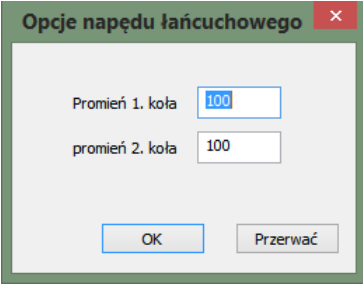 Opcje napędu łańcuchowego
Promień 1. koła 100
promień 2. koła 100
OK Przerwać